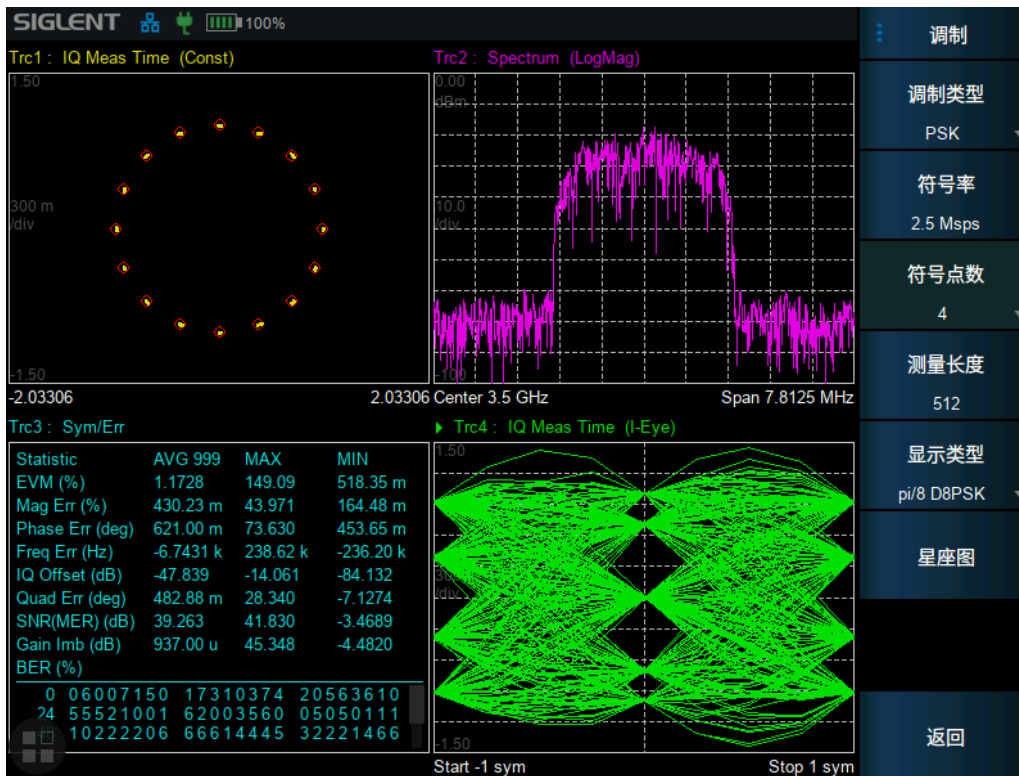 SIGLENT 100%
Trc1 : IQ Meas Time (Const)
1.50
300 m
/div
-1.50
-2.03306 2.03306
Trc2 : Spectrum (LogMag)
0.00
dBm
10.0
/div
-100
Center 3.5 GHz Span 7.8125 MHz
Trc3 : Sym/Err
Statistic AVG 999 MAX MIN
EVM (%) 1.1728 149.09 518.35 m
Mag Err (%) 430.23 m 43.971 164.48 m
Phase Err (deg) 621.00 m 73.630 453.65 m
Freq Err (Hz) -6.7431 k 238.62 k -236.20 k
IQ Offset (dB) -47.839 -14.061 -84.132
Quad Err (deg) 482.88 m 28.340 -7.1274
SNR(MER) (dB) 39.263 41.830 -3.4689
Gain Imb (dB) 937.00 u 45.348 -4.4820
BER (%)
0 06007150 17310374 20563610
24 55521001 62003560 05050111
10222206 66614445 32221466
Trc4 : IQ Meas Time (I-Eye)
1.50
/div
-1.50
Start -1 sym Stop 1 sym
调制
调制类型
PSK
符号率
2.5 Msps
符号点数
4
测量长度
512
显示类型
pi/8 D8PSK
星座图
返回